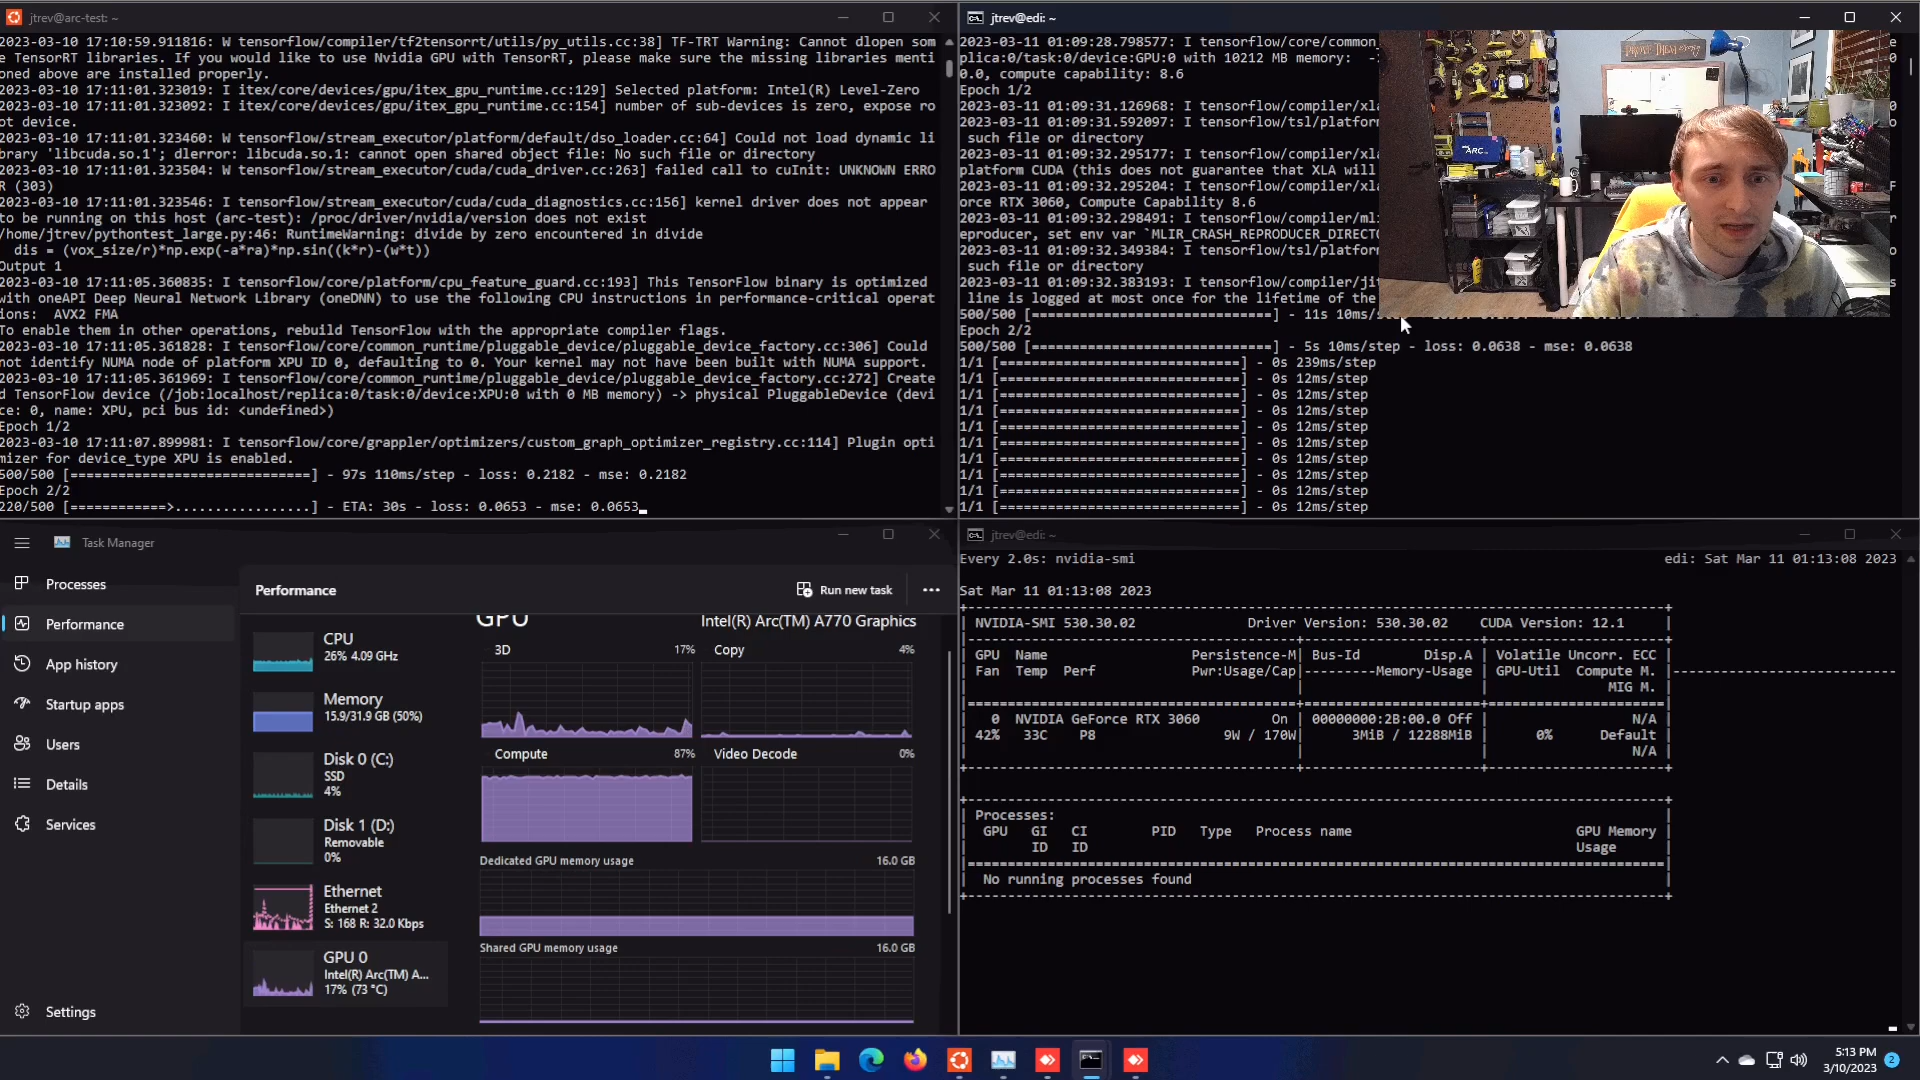 jtrev@arc-test: ~
2023-03-10 17:10:59.911816: W tensorflow/compiler/tf2tensorrt/utils/py_utils.cc:38] TF-TRT Warning: Cannot dlopen som
e TensorRT libraries. If you would like to use Nvidia GPU with TensorRT, please make sure the missing libraries menti
oned above are installed properly.
2023-03-10 17:11:01.323019: I itex/core/devices/gpu/itex_gpu_runtime.cc:129] Selected platform: Intel(R) Level-Zero
2023-03-10 17:11:01.323092: I itex/core/devices/gpu/itex_gpu_runtime.cc:154] number of sub-devices is zero, expose ro
ot device.
2023-03-10 17:11:01.323460: W tensorflow/stream_executor/platform/default/dso_loader.cc:64] Could not load dynamic li
brary 'libcuda.so.1'; dlerror: libcuda.so.1: cannot open shared object file: No such file or directory
2023-03-10 17:11:01.323504: W tensorflow/stream_executor/cuda/cuda_driver.cc:263] failed call to cuInit: UNKNOWN ERRO
R (303)
2023-03-10 17:11:01.323546: I tensorflow/stream_executor/cuda/cuda_diagnostics.cc:156] kernel driver does not appear
to be running on this host (arc-test): /proc/driver/nvidia/version does not exist
/home/jtrev/pythontest_large.py:46: RuntimeWarning: divide by zero encountered in divide
dis = (vox_size/r)*np.exp(-a*ra)*np.sin((k*r)-(w*t))
Output 1
2023-03-10 17:11:05.360835: I tensorflow/core/platform/cpu_feature_guard.cc:193] This TensorFlow binary is optimized
with oneAPI Deep Neural Network Library (oneDNN) to use the following CPU instructions in performance-critical operat
ions: AVX2 FMA
To enable them in other operations, rebuild TensorFlow with the appropriate compiler flags.
2023-03-10 17:11:05.361828: I tensorflow/core/common_runtime/pluggable_device/pluggable_device_factory.cc:306] Could
not identify NUMA node of platform XPU ID 0, defaulting to 0. Your kernel may not have been built with NUMA support.
2023-03-10 17:11:05.361969: I tensorflow/core/common_runtime/pluggable_device/pluggable_device_factory.cc:272] Create
d TensorFlow device (/job:localhost/replica:0/task:0/device:XPU:0 with 0 MB memory) -> physical PluggableDevice (devi
ce: 0, name: XPU, pci bus id: <undefined>)
Epoch 1/2
2023-03-10 17:11:07.899981: I tensorflow/core/grappler/optimizers/custom_graph_optimizer_registry.cc:114] Plugin opti
mizer for device_type XPU is enabled.
500/500 [==============================] - 97s 110ms/step - loss: 0.2182 - mse: 0.2182
Epoch 2/2
220/500 [============>.................] - ETA: 30s - loss: 0.0653 - mse: 0.0653
jtrev@edi: ~
2023-03-11 01:09:28.798577: I tensorflow/core/common_
plica:0/task:0/device:GPU:0 with 10212 MB memory: -
0.0, compute capability: 8.6
Epoch 1/2
2023-03-11 01:09:31.126968: I tensorflow/compiler/xla
2023-03-11 01:09:31.592097: I tensorflow/tsl/platfor
such file or directory
2023-03-11 01:09:32.295177: I tensorflow/compiler/xla
platform CUDA (this does not guarantee that XLA will
2023-03-11 01:09:32.295204: I tensorflow/compiler/xla
orce RTX 3060, Compute Capability 8.6
2023-03-11 01:09:32.298491: I tensorflow/compiler/mli
eproducer, set env var `MLIR_CRASH_REPRODUCER_DIRECTO
2023-03-11 01:09:32.349384: I tensorflow/tsl/platfor
such file or directory
2023-03-11 01:09:32.383193: I tensorflow/compiler/jit
line is logged at most once for the lifetime of the
500/500 [==============================] - 11s 10ms/
Epoch 2/2
500/500 [==============================] - 5s 10ms/step - loss: 0.0638 - mse: 0.0638
1/1 [==============================] - 0s 239ms/step
1/1 [==============================] - 0s 12ms/step
1/1 [==============================] - 0s 12ms/step
1/1 [==============================] - 0s 12ms/step
1/1 [==============================] - 0s 12ms/step
1/1 [==============================] - 0s 12ms/step
1/1 [==============================] - 0s 12ms/step
1/1 [==============================] - 0s 12ms/step
1/1 [==============================] - 0s 12ms/step
1/1 [==============================] - 0s 12ms/step
PROVE THEM wrong
ARC
Task Manager
Processes
Performance
App history
Startup apps
Users
Details
Services
Settings
Performance
Run new task
CPU
26% 4.09 GHz
Memory
15.9/31.9 GB (50%)
Disk 0 (C:)
SSD
4%
Disk 1 (D:)
Removable
0%
Ethernet
Ethernet 2
S: 168 R: 32.0 Kbps
GPU 0
Intel(R) Arc(TM) A...
17% (73 °C)
GPU Intel(R) Arc(TM) A770 Graphics
3D 17% Copy 4%
Compute 87% Video Decode 0%
Dedicated GPU memory usage 16.0 GB
Shared GPU memory usage 16.0 GB
jtrev@edi: ~
Every 2.0s: nvidia-smi edi: Sat Mar 11 01:13:08 2023
Sat Mar 11 01:13:08 2023
NVIDIA-SMI 530.30.02 Driver Version: 530.30.02 CUDA Version: 12.1
GPU Name Persistence-M| Bus-Id Disp.A | Volatile Uncorr. ECC
Fan Temp Perf Pwr:Usage/Cap| Memory-Usage | GPU-Util Compute M.
MIG M.
0 NVIDIA GeForce RTX 3060 On | 00000000:2B:00.0 Off | N/A
42% 33C P8 9W / 170W| 3MiB / 12288MiB | 0% Default
N/A
Processes:
GPU GI CI PID Type Process name GPU Memory
ID ID Usage
No running processes found
5:13 PM
3/10/2023
2